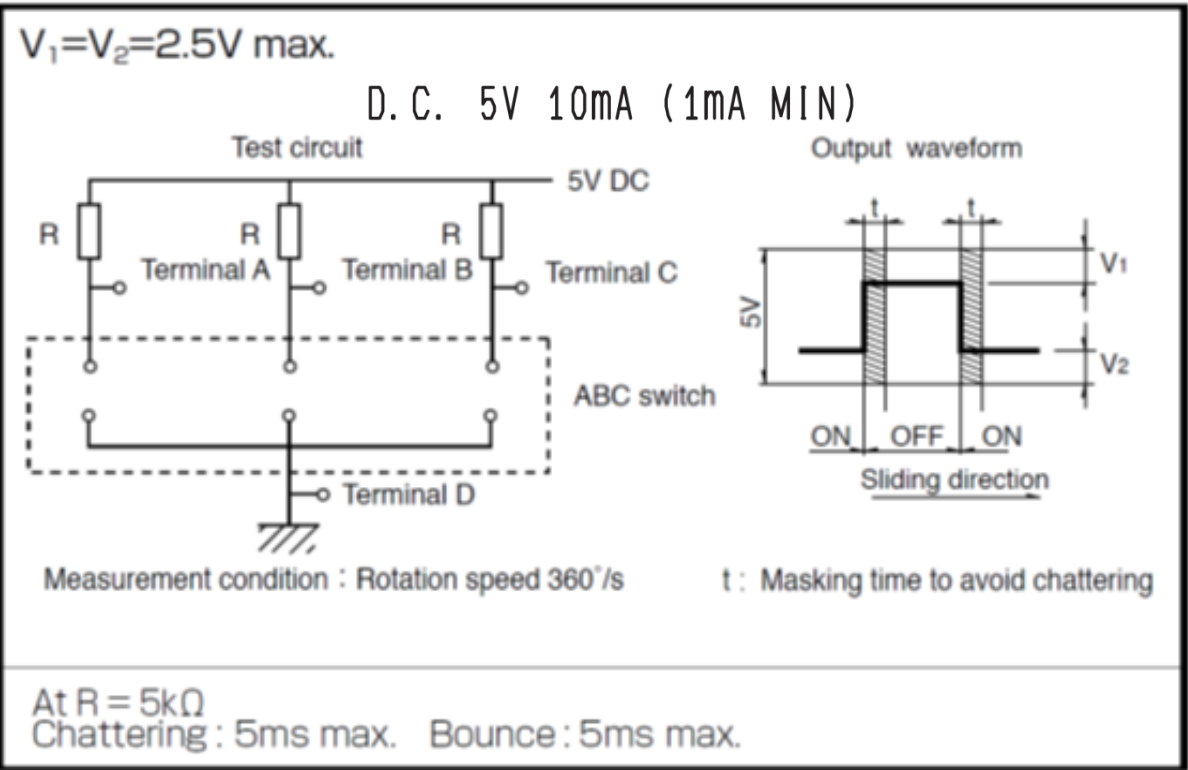 V₁=V₂=2.5V max.
D.C. 5V 10mA (1mA MIN)
Test circuit
Output waveform
5V DC
R
R
R
Terminal A
Terminal B
Terminal C
ABC switch
Terminal D
t
t
V1
5V
V2
ON
OFF
ON
Sliding direction
Measurement condition : Rotation speed 360°/s
t : Masking time to avoid chattering
At R = 5kΩ
Chattering : 5ms max. Bounce : 5ms max.